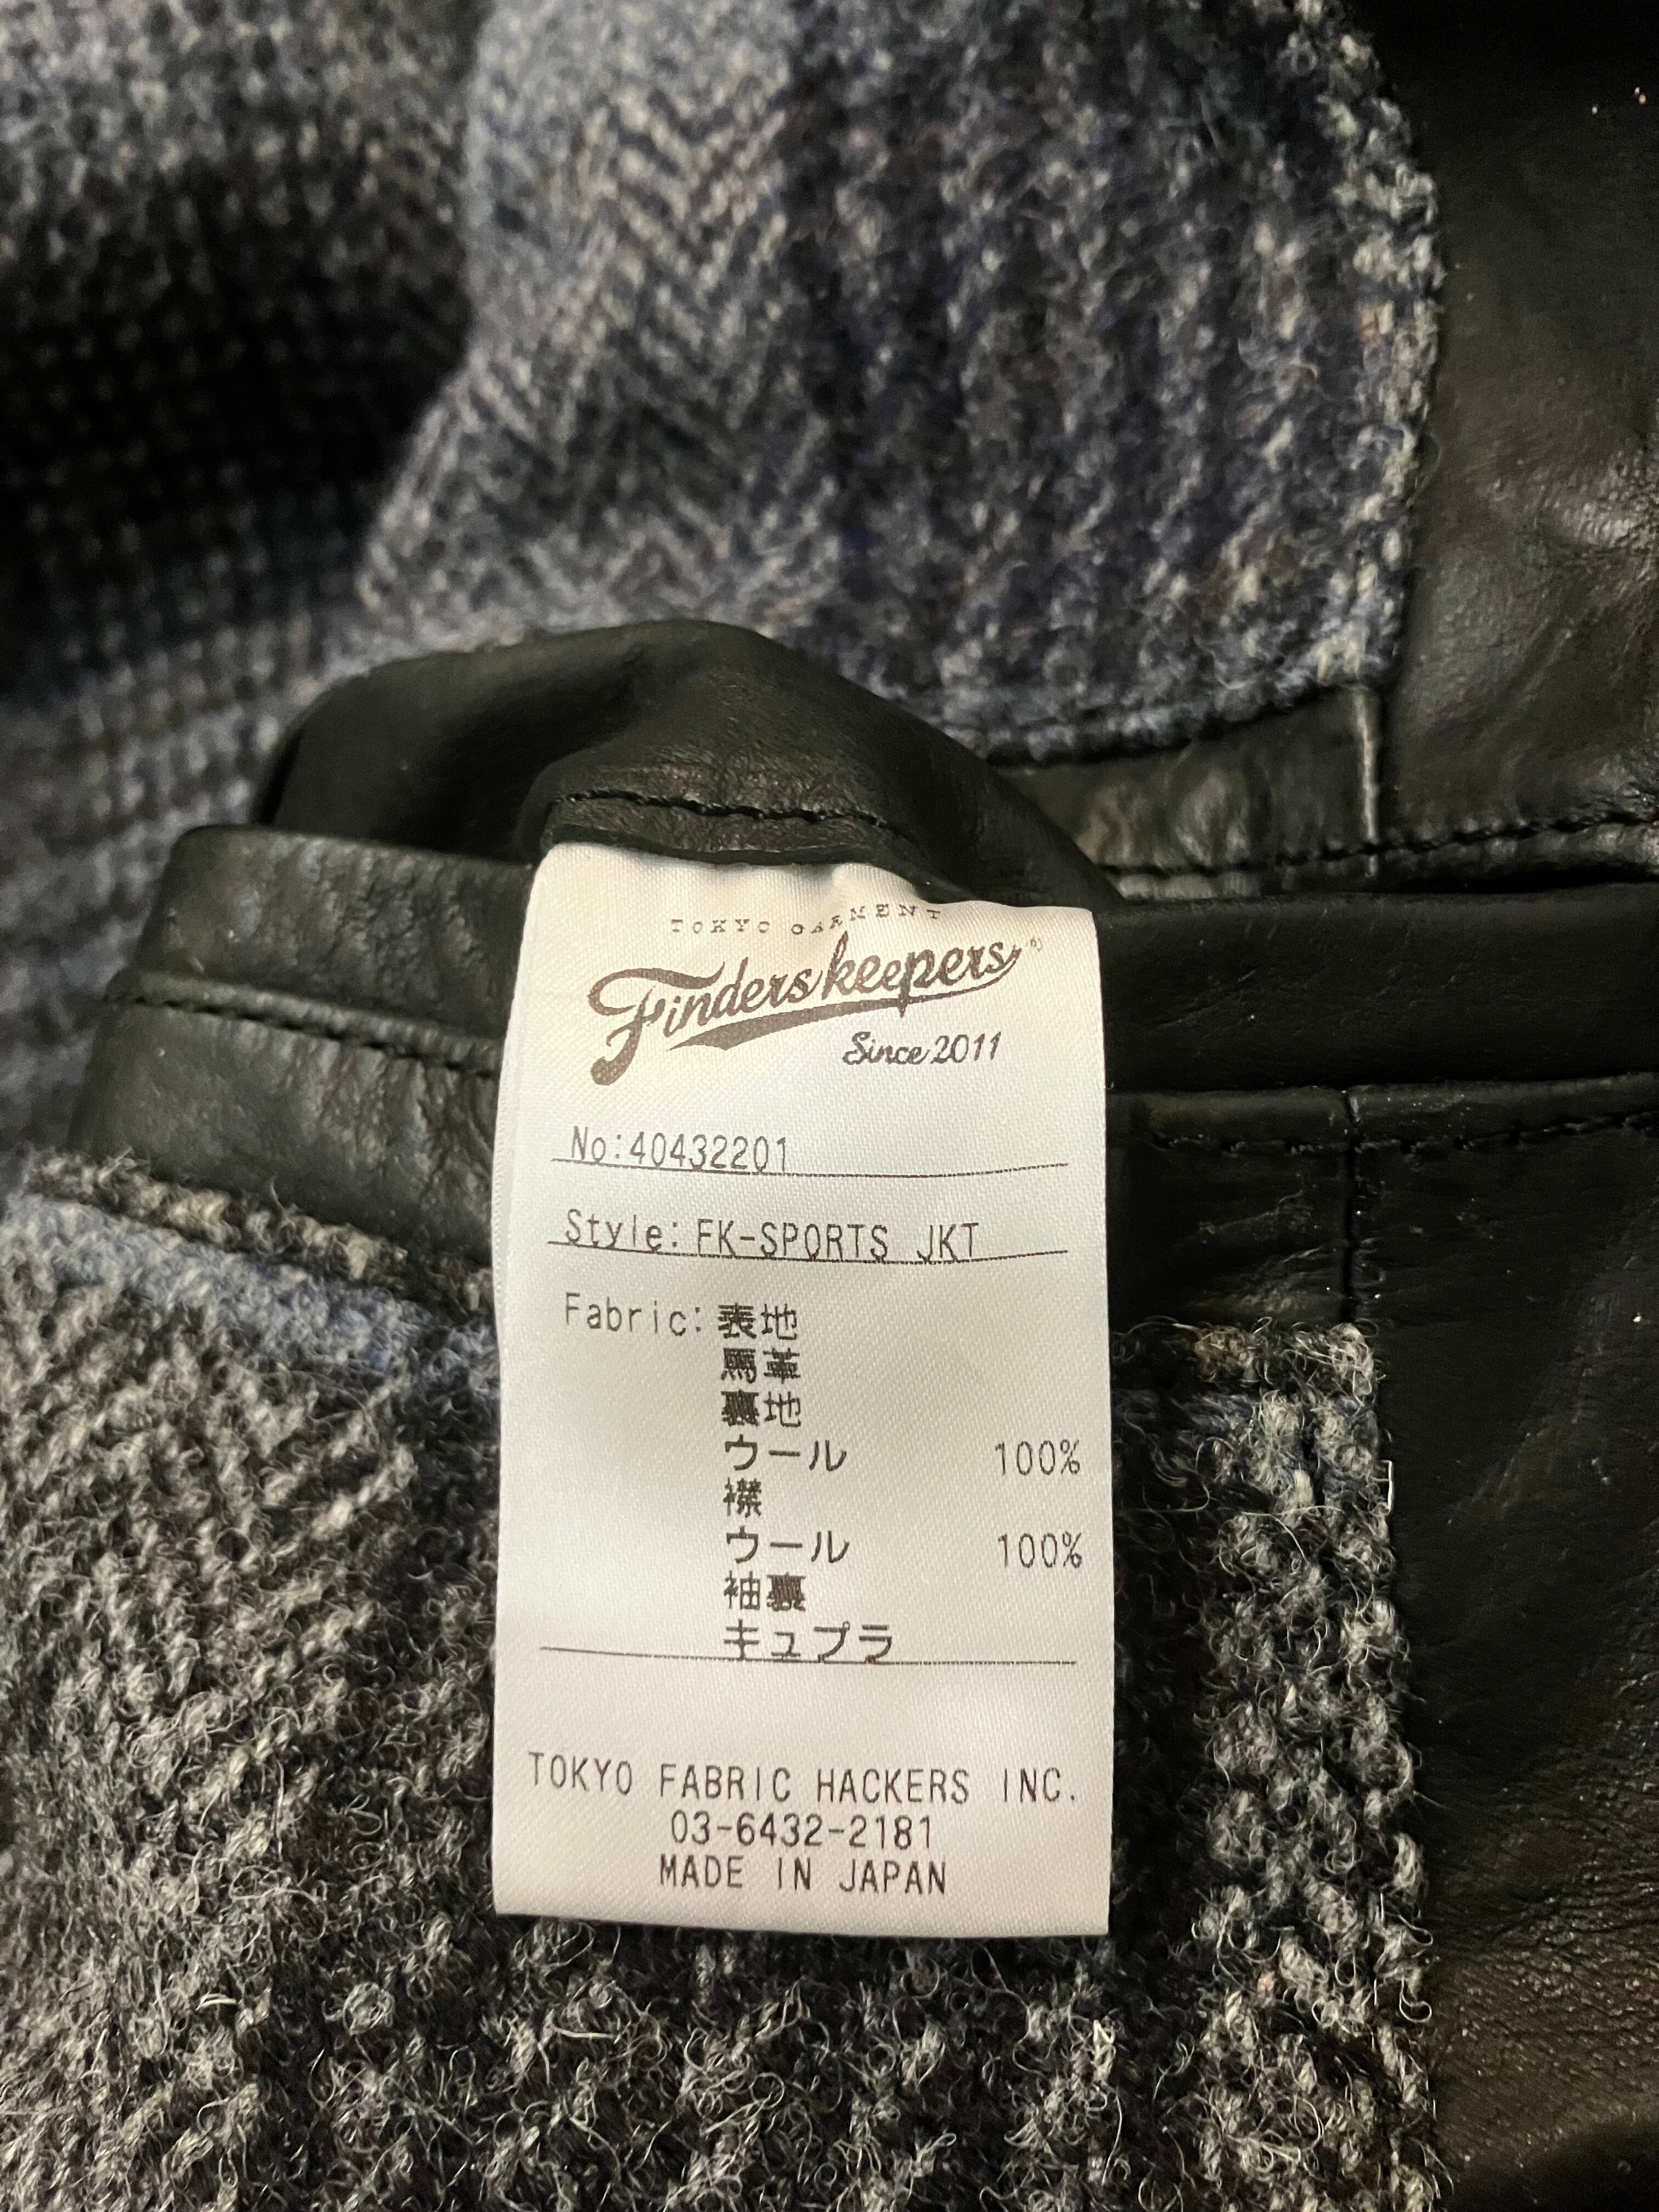 TOKYO GARMENT
Finderskeepers
Since 2011
No:40432201
Style: FK-SPORTS JKT
Fabric: 表地
馬革
裏地
ウール 100%
襟
ウール 100%
袖裏
キュプラ
TOKYO FABRIC HACKERS INC.
03-6432-2181
MADE IN JAPAN